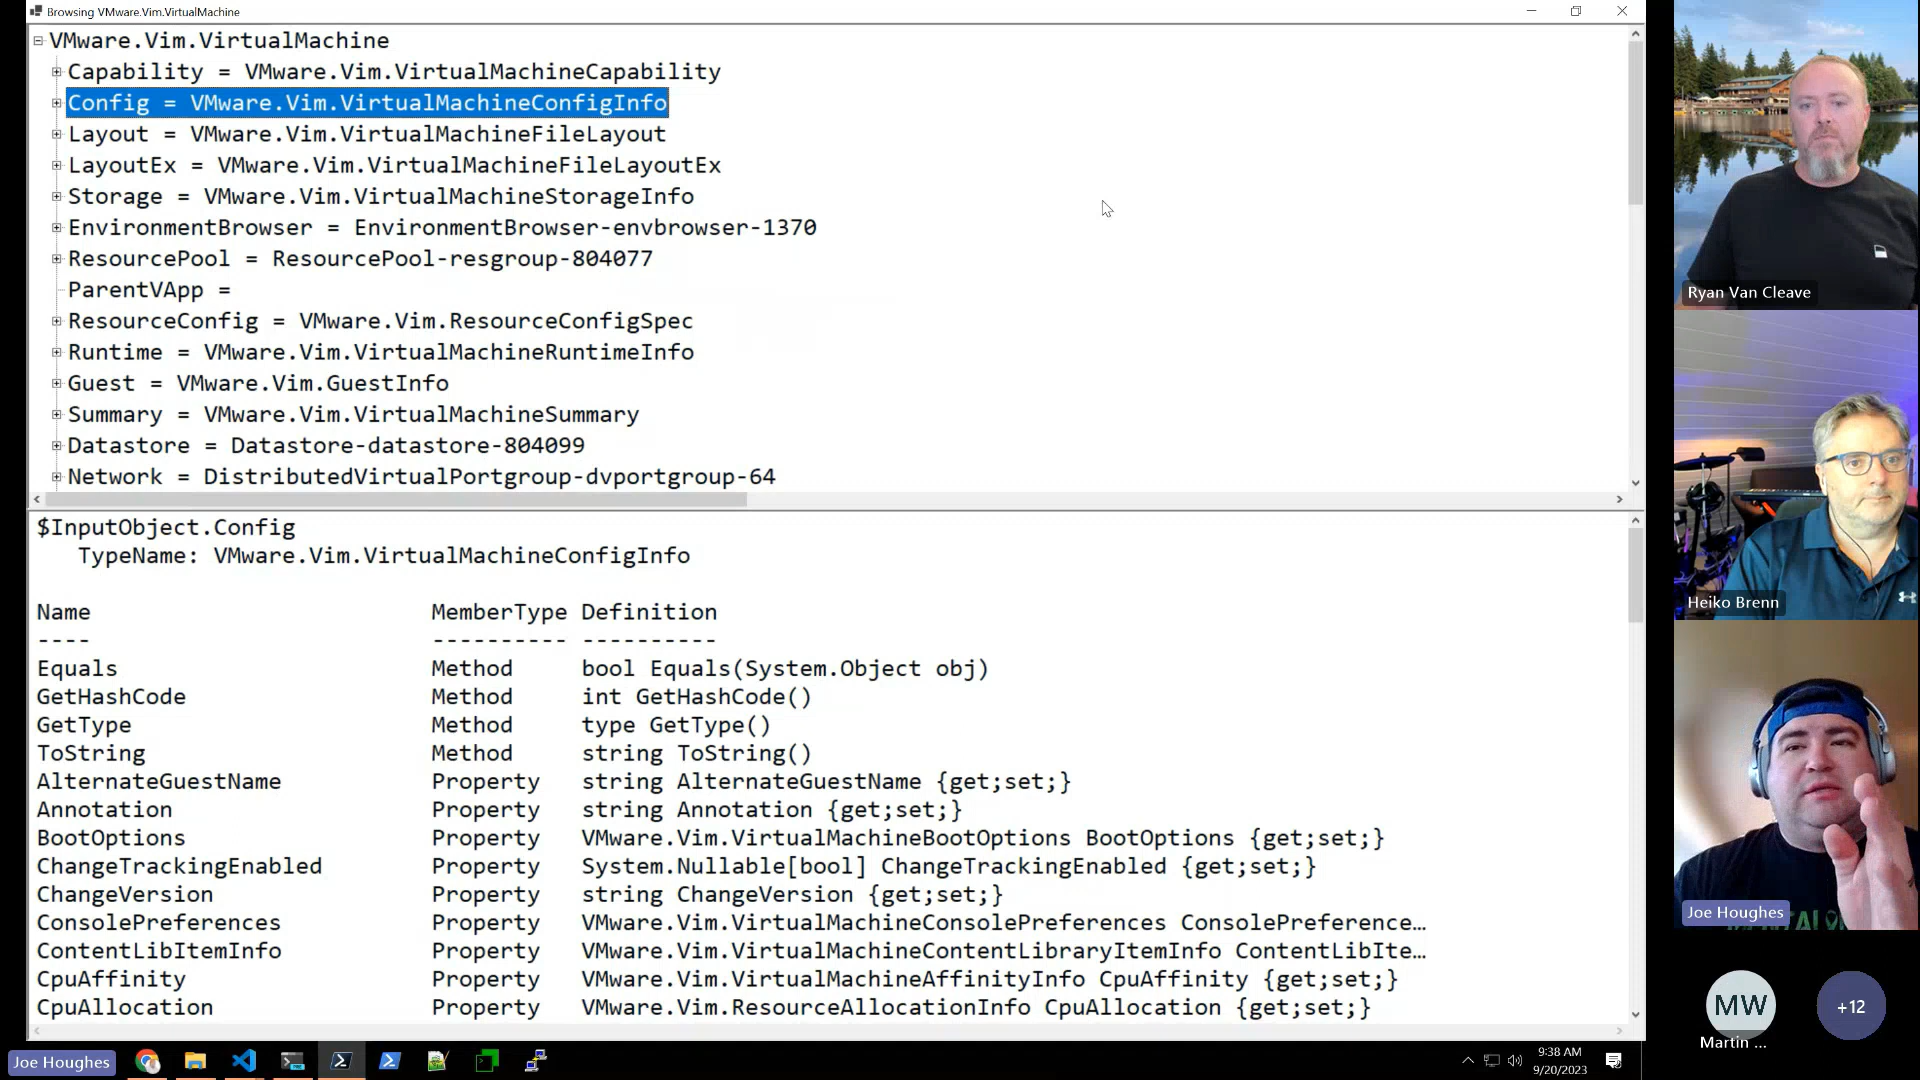 Browsing VMware.Vim.VirtualMachine
VMware.Vim.VirtualMachine
Capability = VMware.Vim.VirtualMachineCapability
Config = VMware.Vim.VirtualMachineConfigInfo
Layout = VMware.Vim.VirtualMachineFileLayout
LayoutEx = VMware.Vim.VirtualMachineFileLayoutEx
Storage = VMware.Vim.VirtualMachineStorageInfo
EnvironmentBrowser = EnvironmentBrowser-envbrowser-1370
ResourcePool = ResourcePool-resgroup-804077
ParentVApp =
ResourceConfig = VMware.Vim.ResourceConfigSpec
Runtime = VMware.Vim.VirtualMachineRuntimeInfo
Guest = VMware.Vim.GuestInfo
Summary = VMware.Vim.VirtualMachineSummary
Datastore = Datastore-datastore-804099
Network = DistributedVirtualPortgroup-dvportgroup-64
$InputObject.Config
TypeName: VMware.Vim.VirtualMachineConfigInfo
Name MemberType Definition
---- ---------- ----------
Equals Method bool Equals(System.Object obj)
GetHashCode Method int GetHashCode()
GetType Method type GetType()
ToString Method string ToString()
AlternateGuestName Property string AlternateGuestName {get;set;}
Annotation Property string Annotation {get;set;}
BootOptions Property VMware.Vim.VirtualMachineBootOptions BootOptions {get;set;}
ChangeTrackingEnabled Property System.Nullable[bool] ChangeTrackingEnabled {get;set;}
ChangeVersion Property string ChangeVersion {get;set;}
ConsolePreferences Property VMware.Vim.VirtualMachineConsolePreferences ConsolePreference…
ContentLibItemInfo Property VMware.Vim.VirtualMachineContentLibraryItemInfo ContentLibIte…
CpuAffinity Property VMware.Vim.VirtualMachineAffinityInfo CpuAffinity {get;set;}
CpuAllocation Property VMware.Vim.ResourceAllocationInfo CpuAllocation {get;set;}
Joe Houghes
9:38 AM
9/20/2023
Ryan Van Cleave
Heiko Brenn
Joe Houghes
MW
+12
Martin ...